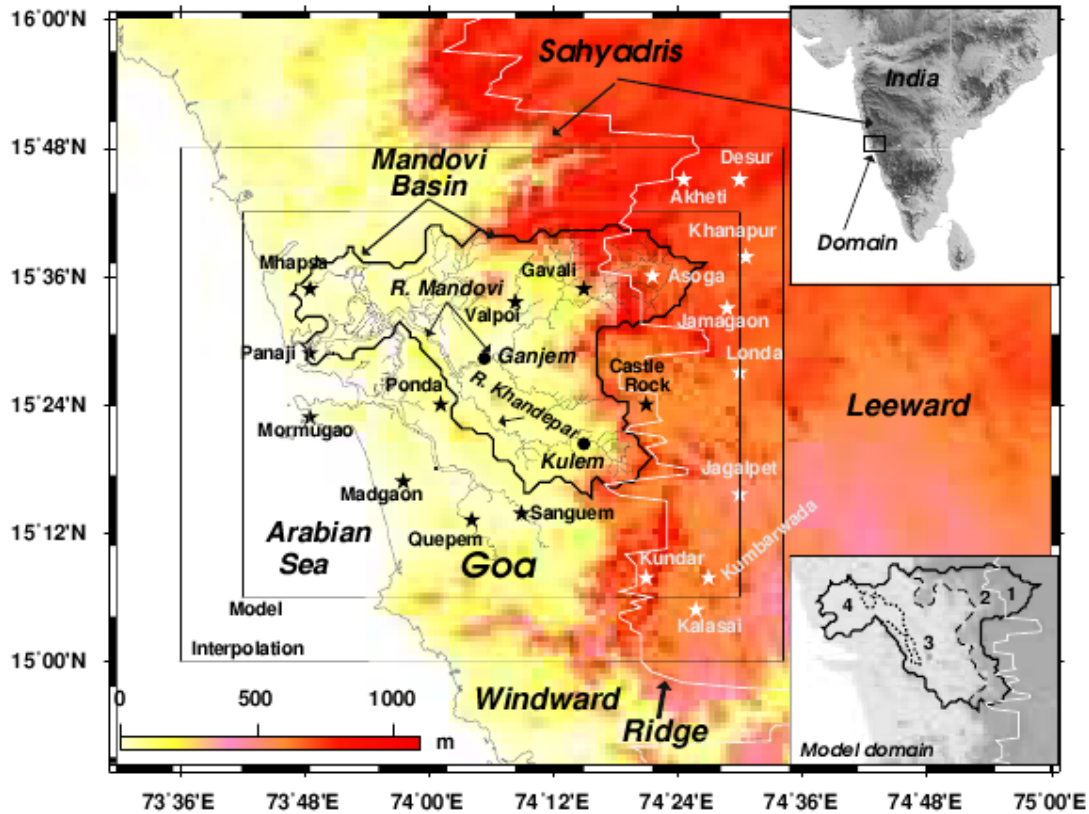 16°00'N
15°48'N
15°36'N
15°24'N
15°12'N
15°00'N
Sahyadris
India
Domain
Mandovi
Basin
Desur
Akheti
Khanapur
Mhapsa
Gavali
Asoga
R. Mandovi
Valpoi
Jamagaon
Panaji
Ganjem
Londa
Castle
Rock
Ponda
R. Khandepar
Leeward
Mormugao
Kulem
Jagalpet
Madgaon
Sanguem
Arabian
Sea
Quepem
Goa
Kundar
Kumbarwada
Model
Kalasai
Interpolation
1
2
3
4
Model domain
Windward
Ridge
0 500 1000
m
73°36'E 73°48'E 74°00'E 74°12'E 74°24'E 74°36'E 74°48'E 75°00'E